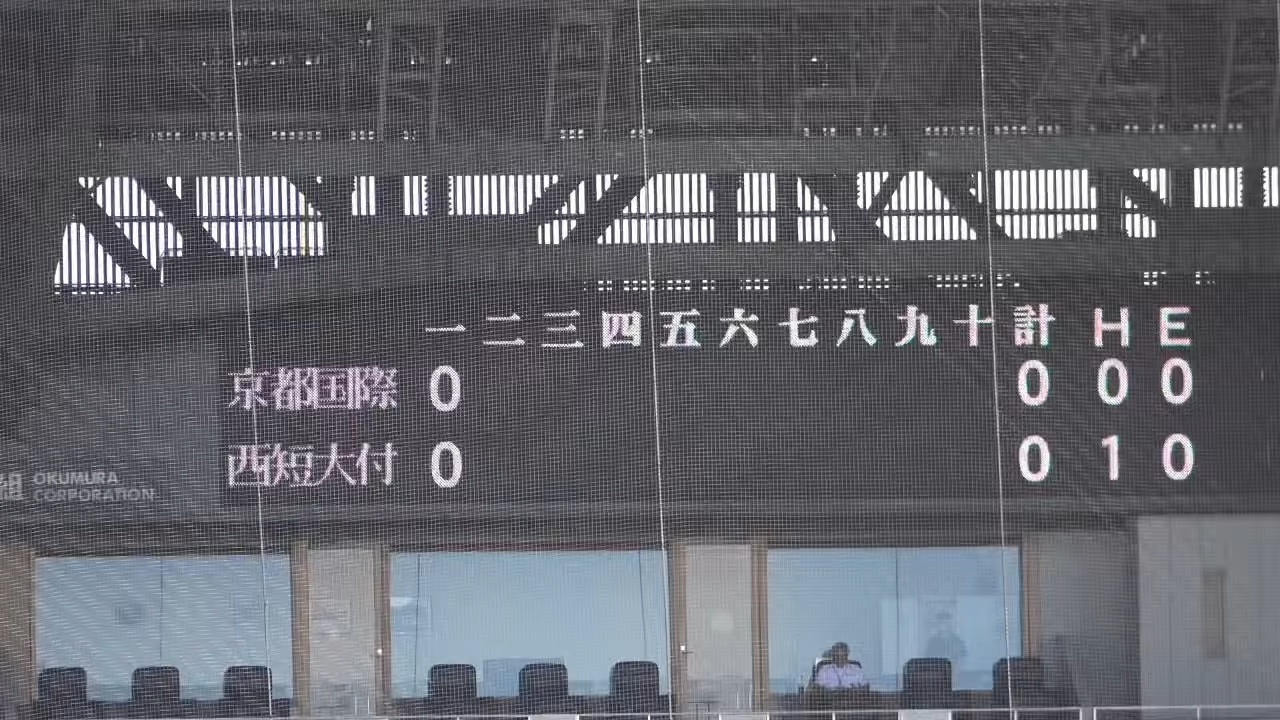 一 二 三 四 五 六 七 八 九 十 計 H E
京都国際 0 0 0 0
西短大付 0 0 1 0
OKUMURA
CORPORATION